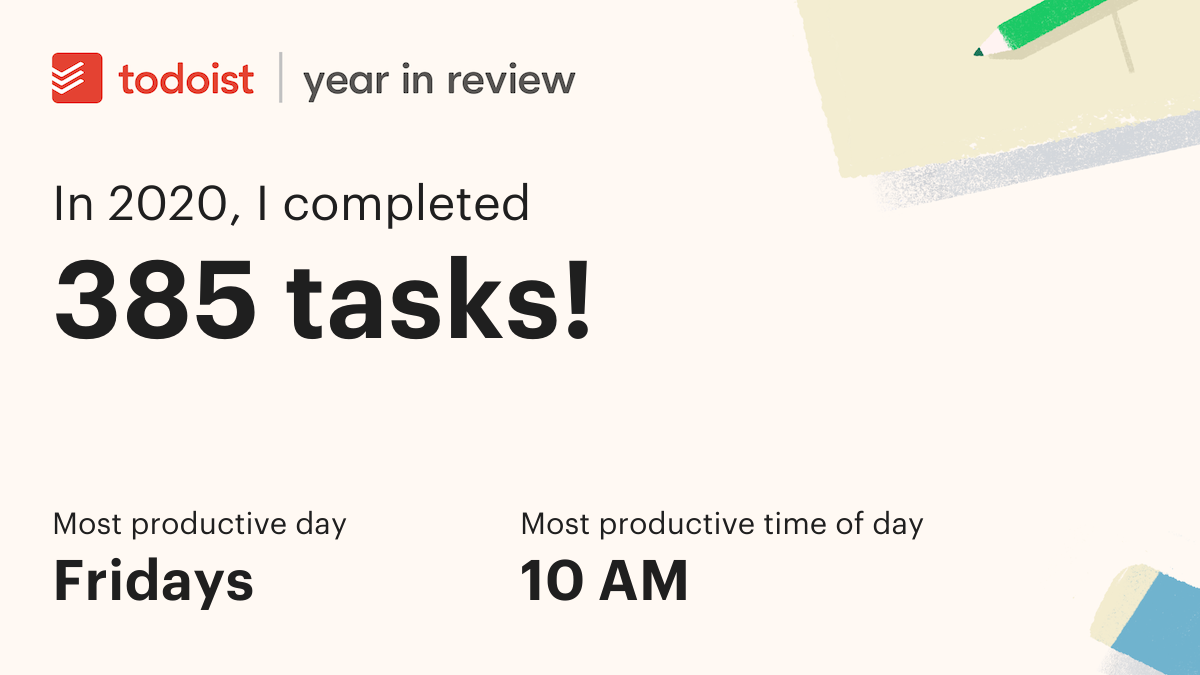 todoist | year in review
In 2020, I completed
385 tasks!
Most productive day
Fridays
Most productive time of day
10 AM